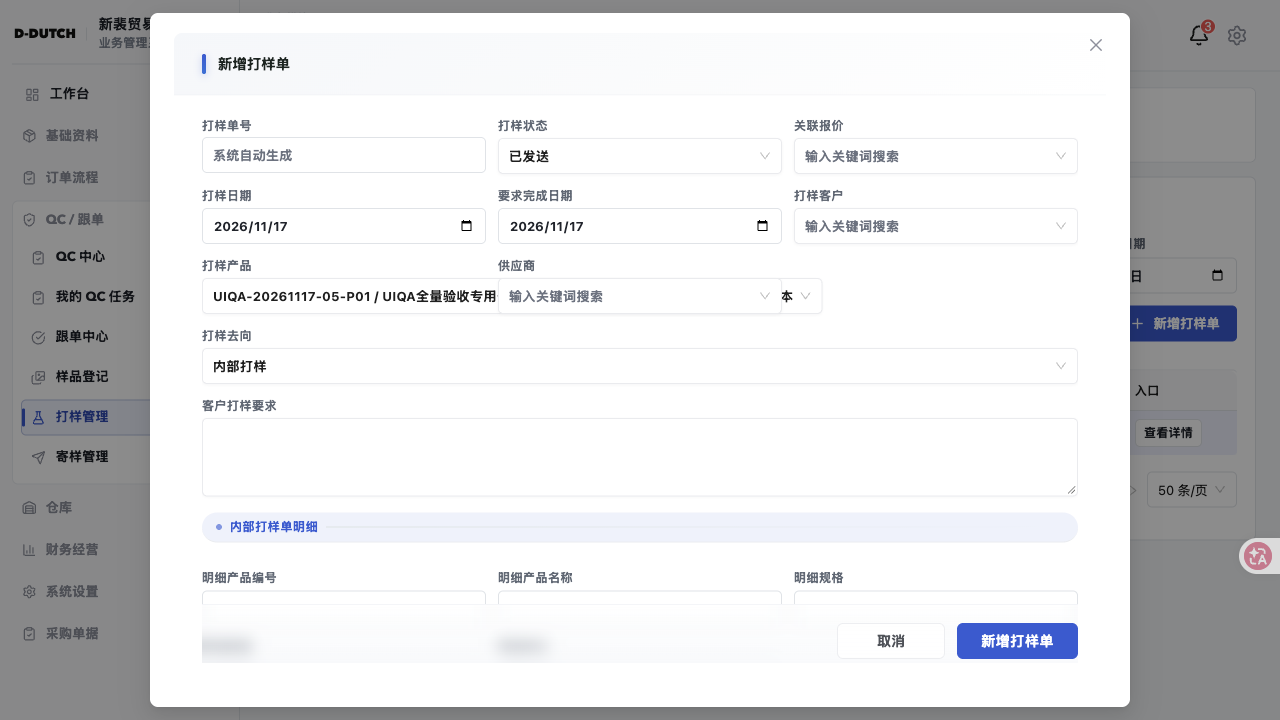 D-DUTCH
新裴贸易
业务管理
3
工作台
基础资料
订单流程
QC / 跟单
QC 中心
我的 QC 任务
跟单中心
样品登记
打样管理
寄样管理
仓库
财务经营
系统设置
采购单据
新增打样单
打样单号
打样状态
关联报价
系统自动生成
已发送
输入关键词搜索
打样日期
要求完成日期
打样客户
2026/11/17
2026/11/17
输入关键词搜索
打样产品
供应商
UIQA-20261117-05-P01 / UIQA全量验收专用
输入关键词搜索
本
打样去向
内部打样
客户打样要求
内部打样单明细
明细产品编号
明细产品名称
明细规格
取消
新增打样单
期
日
新增打样单
入口
查看详情
50 条/页